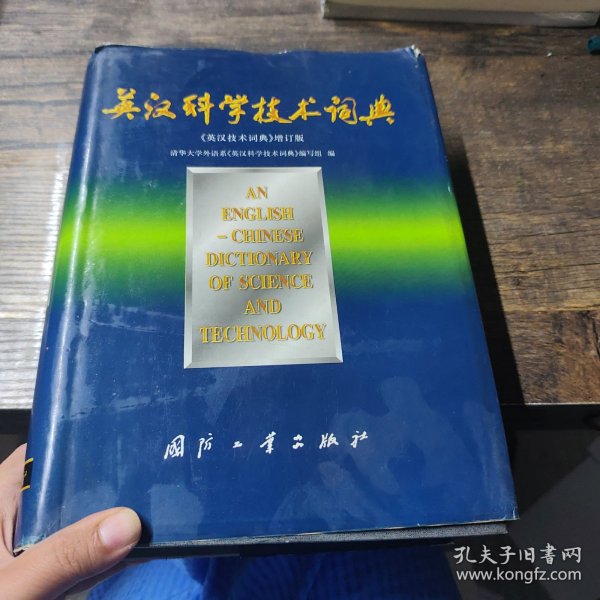 英汉科学技术词典
《英汉技术词典》增订版
清华大学外语系《英汉科学技术词典》编写组 编
AN
ENGLISH
-CHINESE
DICTIONARY
OF SCIENCE
AND
TECHNOLOGY
国防工业出版社
孔夫子旧书网
www.kongfz.com